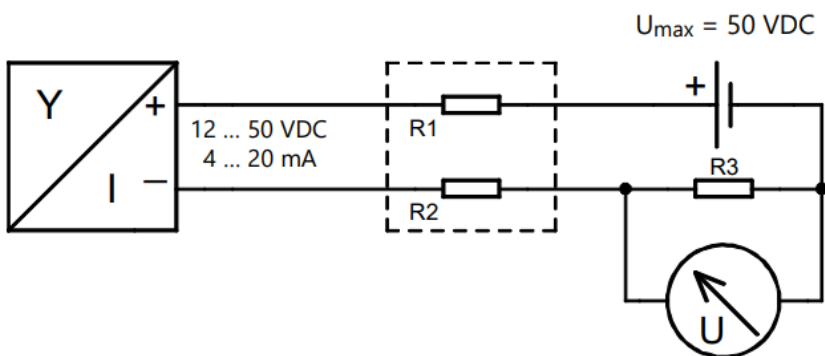 Umax = 50 VDC
Y
+
12 ... 50 VDC
4 ... 20 mA
I
−
R1
R2
+
R3
U